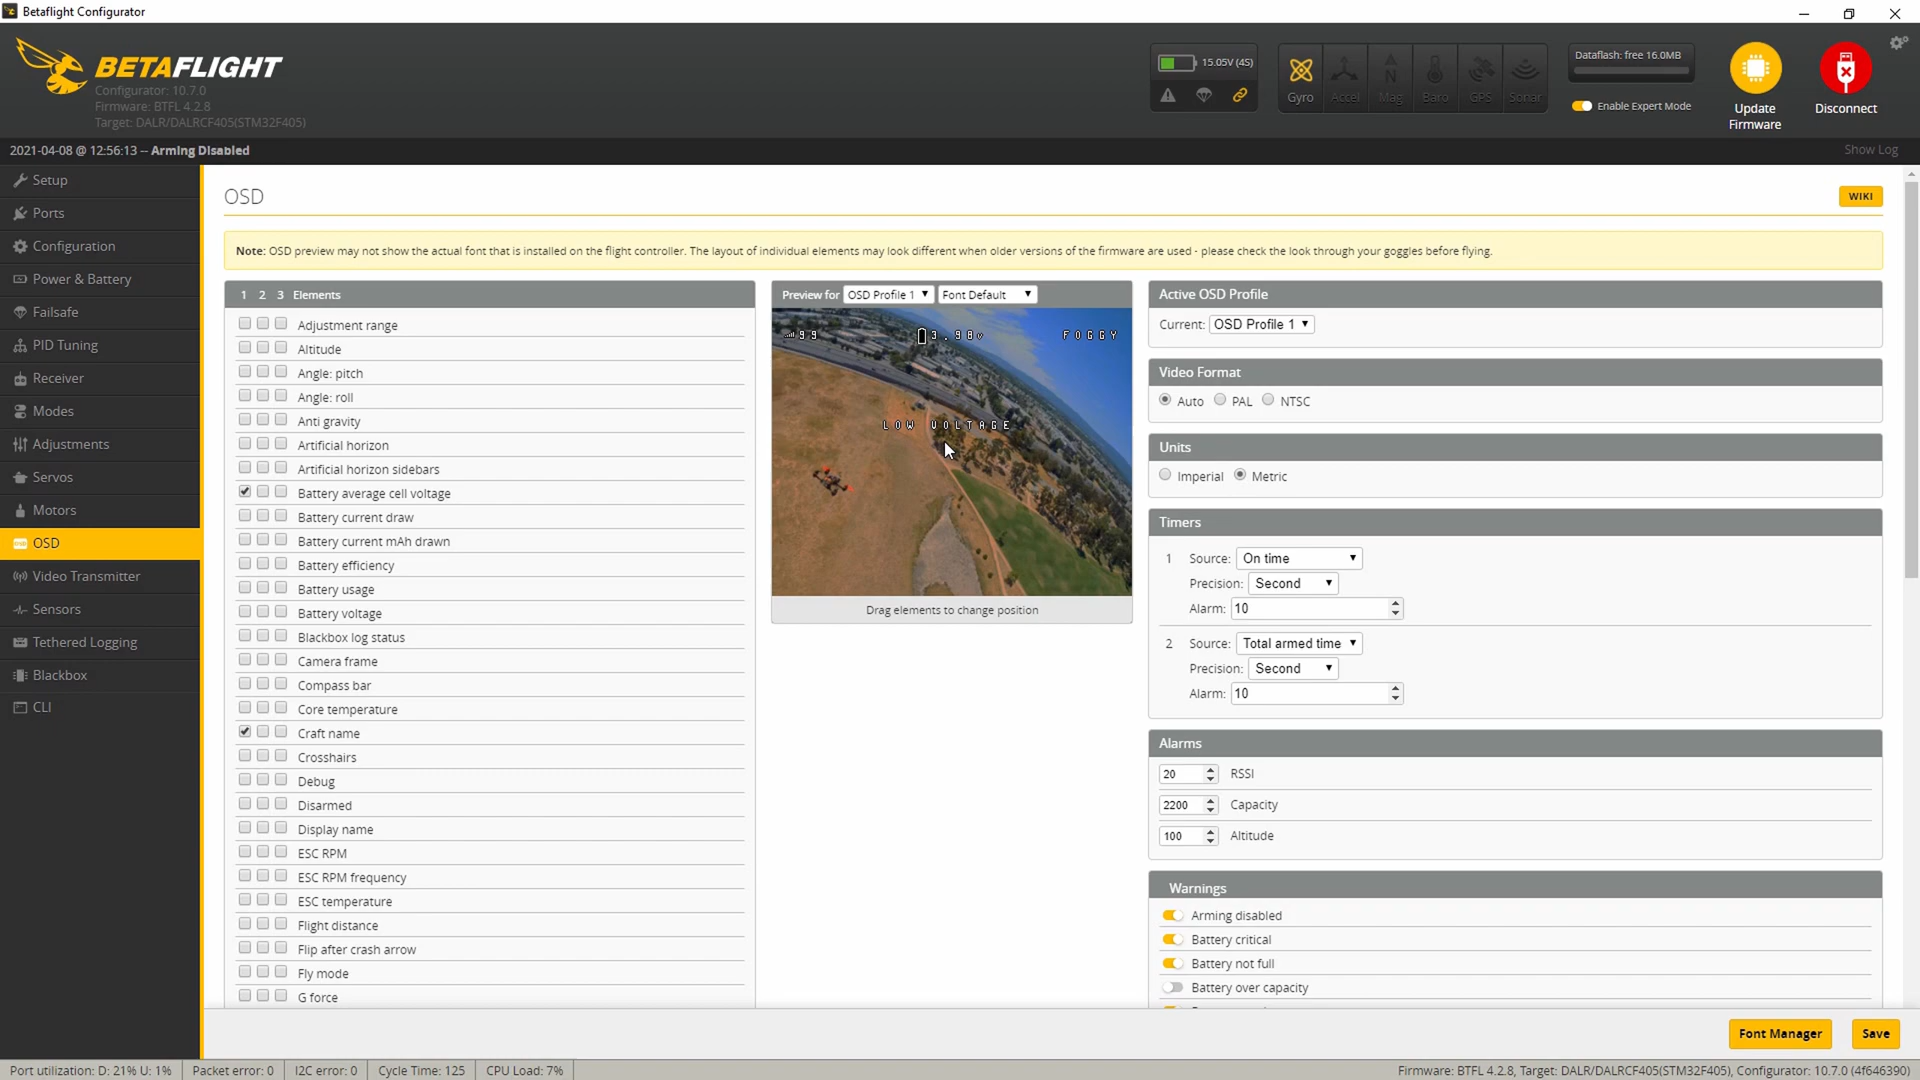 Betaflight Configurator
BETAFLIGHT
Configurator: 10.7.0
Firmware: BTFL 4.2.8
Target: DALR/DALRCF405(STM32F405)
15.05V (4S)
Gyro
Accel
Mag
Baro
GPS
Sonar
Dataflash: free 16.0MB
Enable Expert Mode
Update
Firmware
Disconnect
2021-04-08 @ 12:56:13 -- Arming Disabled
Show Log
Setup
Ports
Configuration
Power & Battery
Failsafe
PID Tuning
Receiver
Modes
Adjustments
Servos
Motors
OSD
Video Transmitter
Sensors
Tethered Logging
Blackbox
CLI
OSD
WIKI
Note: OSD preview may not show the actual font that is installed on the flight controller. The layout of individual elements may look different when older versions of the firmware are used - please check the look through your goggles before flying.
1 2 3 Elements
Adjustment range
Altitude
Angle: pitch
Angle: roll
Anti gravity
Artificial horizon
Artificial horizon sidebars
Battery average cell voltage
Battery current draw
Battery current mAh drawn
Battery efficiency
Battery usage
Battery voltage
Blackbox log status
Camera frame
Compass bar
Core temperature
Craft name
Crosshairs
Debug
Disarmed
Display name
ESC RPM
ESC RPM frequency
ESC temperature
Flight distance
Flip after crash arrow
Fly mode
G force
Preview for OSD Profile 1 Font Default
99 3.98V FOGGY
LOW VOLTAGE
Drag elements to change position
Active OSD Profile
Current: OSD Profile 1
Video Format
Auto PAL NTSC
Units
Imperial Metric
Timers
1 Source: On time
Precision: Second
Alarm: 10
2 Source: Total armed time
Precision: Second
Alarm: 10
Alarms
20 RSSI
2200 Capacity
100 Altitude
Warnings
Arming disabled
Battery critical
Battery not full
Battery over capacity
Font Manager
Save
Port utilization: D: 21% U: 1%
Packet error: 0
I2C error: 0
Cycle Time: 125
CPU Load: 7%
Firmware: BTFL 4.2.8, Target: DALR/DALRCF405(STM32F405), Configurator: 10.7.0 (4f646390)